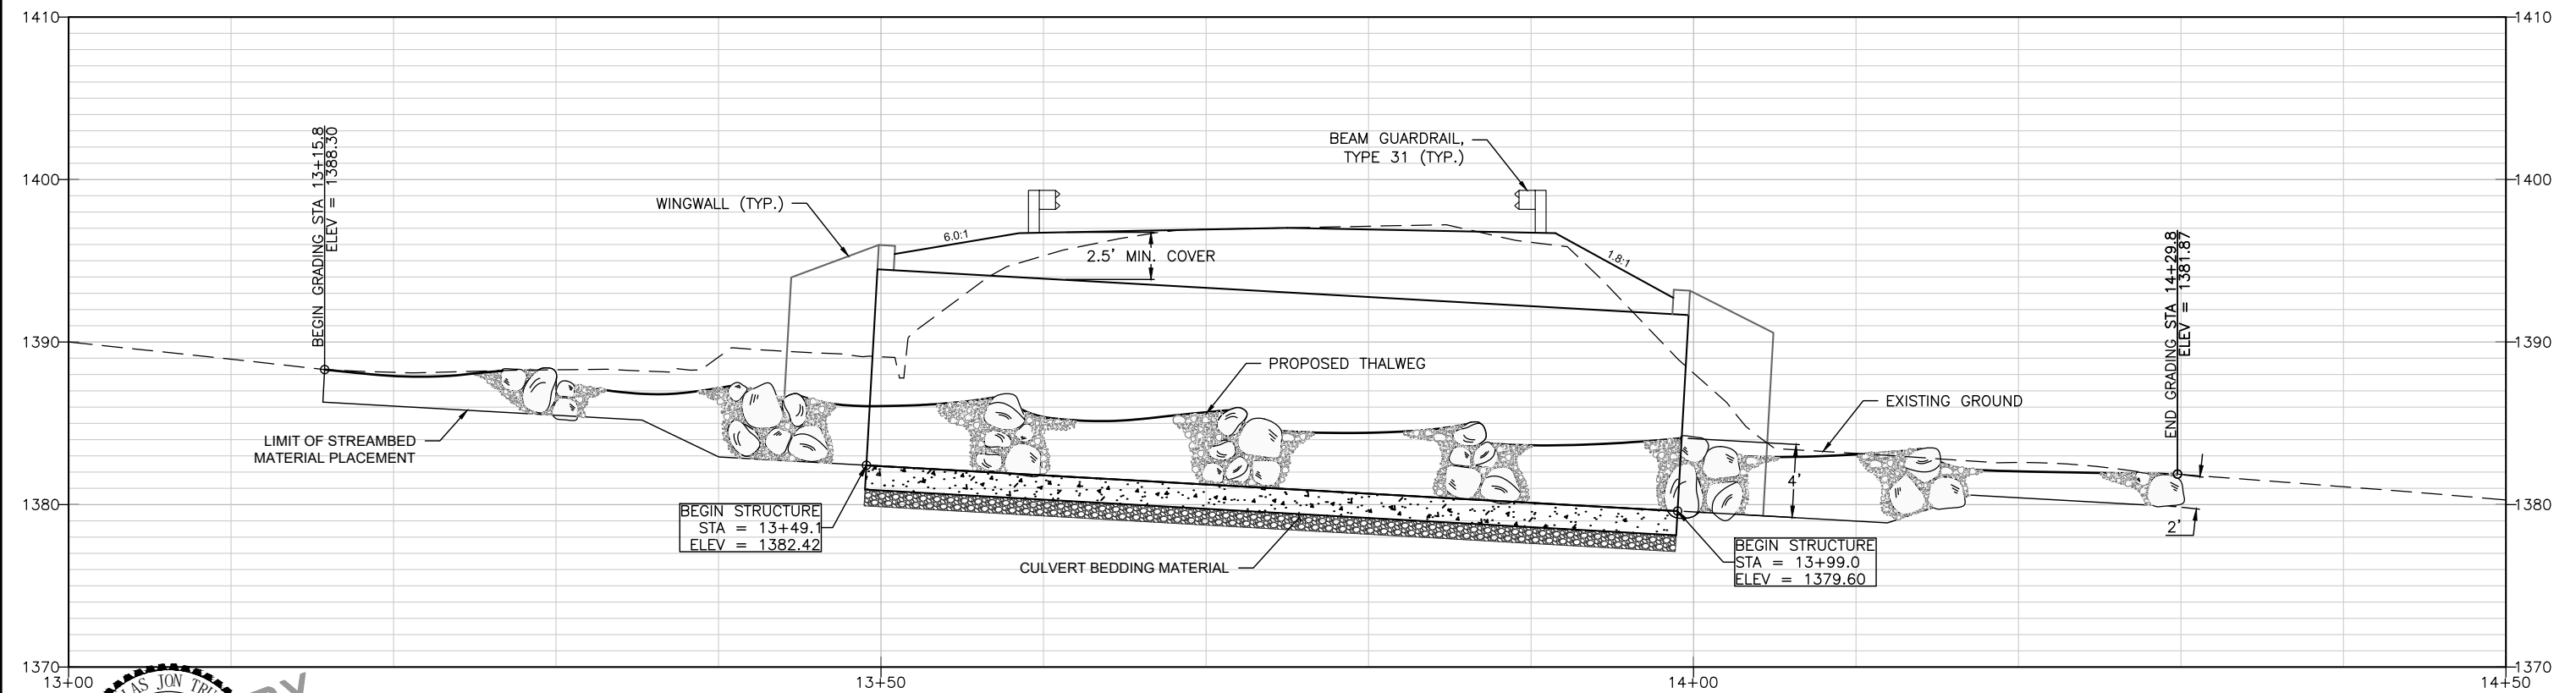 1410
1410
BEGIN GRADING STA 13+15.8
ELEV = 1388.30
BEAM GUARDRAIL,
TYPE 31 (TYP.)
1400
1400
WINGWALL (TYP.)
6.0:1
1.8:1
2.5' MIN. COVER
END GRADING STA 14+29.8
ELEV = 1381.87
1390
1390
PROPOSED THALWEG
EXISTING GROUND
LIMIT OF STREAMBED
MATERIAL PLACEMENT
4'
1380
1380
BEGIN STRUCTURE
STA = 13+49.1
ELEV = 1382.42
2'
BEGIN STRUCTURE
STA = 13+99.0
ELEV = 1379.60
CULVERT BEDDING MATERIAL
1370
1370
13+00
13+50
14+00
14+50
JON